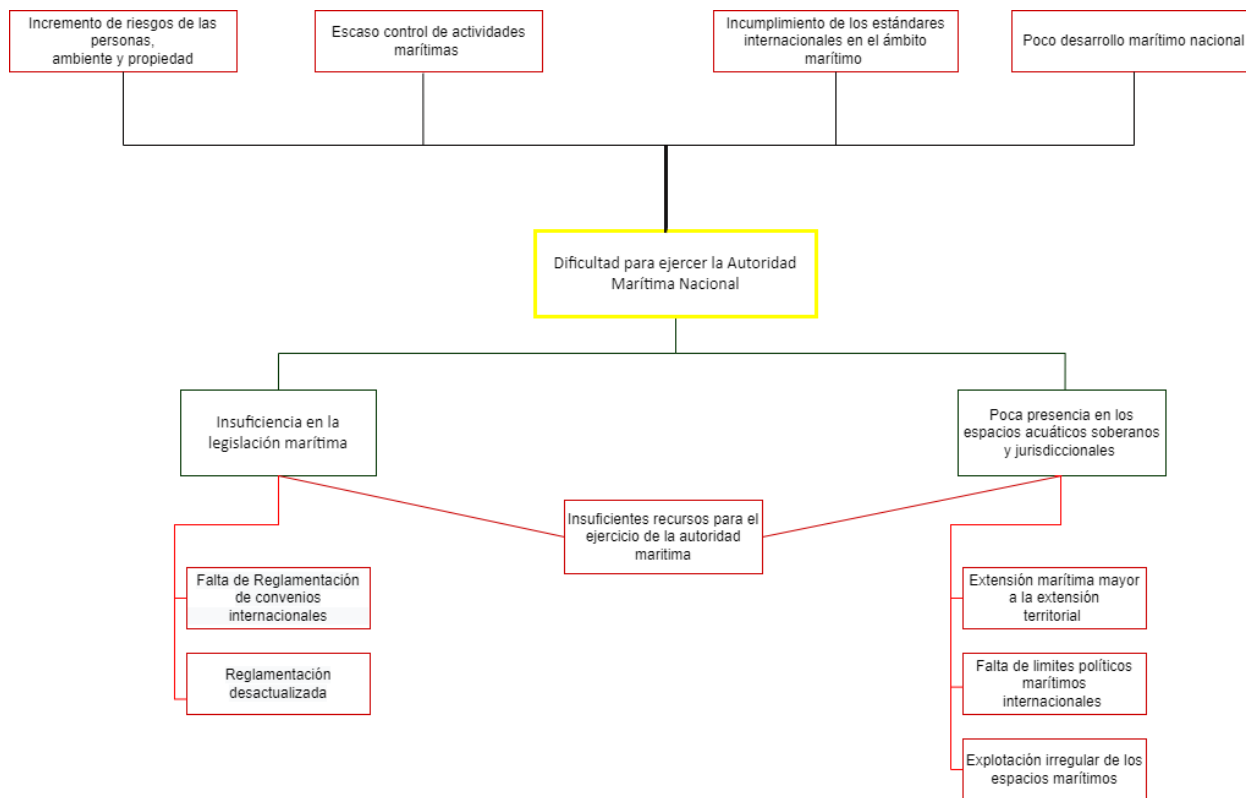 Incremento de riesgos de las
personas,
ambiente y propiedad
Escaso control de actividades
marítimas
Incumplimiento de los estándares
internacionales en el ámbito
marítimo
Poco desarrollo marítimo nacional
Dificultad para ejercer la Autoridad
Marítima Nacional
Insuficiencia en la
legislación marítima
Poca presencia en los
espacios acuáticos soberanos
y jurisdiccionales
Insuficientes recursos para el
ejercicio de la autoridad
maritima
Falta de Reglamentación
de convenios
internacionales
Reglamentación
desactualizada
Extensión marítima mayor
a la extensión
territorial
Falta de limites políticos
marítimos
internacionales
Explotación irregular de los
espacios marítimos